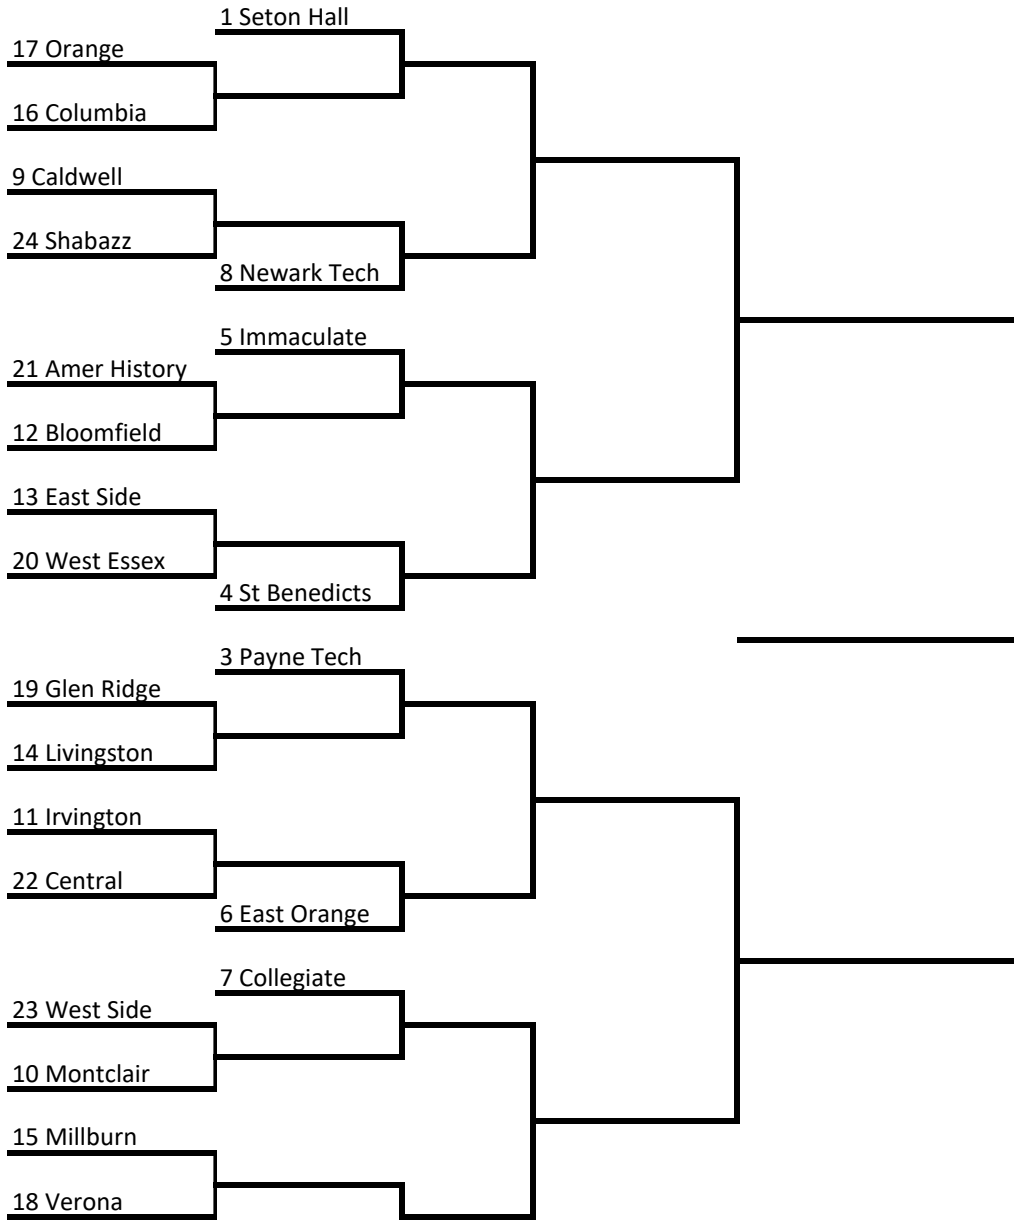 1 Seton Hall
17 Orange
16 Columbia
9 Caldwell
24 Shabazz
8 Newark Tech
5 Immaculate
21 Amer History
12 Bloomfield
13 East Side
20 West Essex
4 St Benedicts
3 Payne Tech
19 Glen Ridge
14 Livingston
11 Irvington
22 Central
6 East Orange
7 Collegiate
23 West Side
10 Montclair
15 Millburn
18 Verona